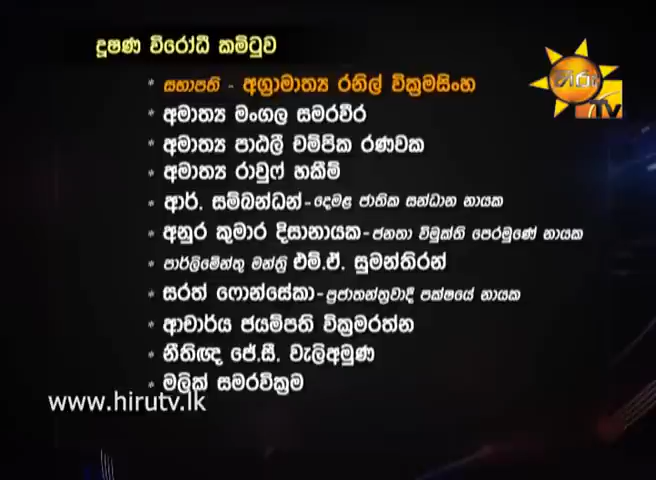 දූෂණ විරෝධී කමිටුව
* සභාපති - අග්‍රාමාත්‍ය රනිල් වික්‍රමසිංහ
* අමාත්‍ය මංගල සමරවීර
* අමාත්‍ය පාඨලී චම්පික රණවක
* අමාත්‍ය රාවුෆ් හකීම්
* ආර්. සම්බන්ධන්-දෙමළ ජාතික සන්ධාන නායක
* අනුර කුමාර දිසානායක-ජනතා විමුක්ති පෙරමුණේ නායක
* පාර්ලිමේන්තු මන්ත්‍රි එම්.ඒ. සුමන්තිරන්
* සරත් ෆොන්සේකා-ප්‍රජාතන්ත්‍රවාදී පක්ෂයේ නායක
* ආචාර්ය ජයම්පති වික්‍රමරත්න
* නීතිඥ ජේ.සී. වැලිඅමුණ
* මලික් සමරවික්‍රම
www.hirutv.lk
හිරු
TV